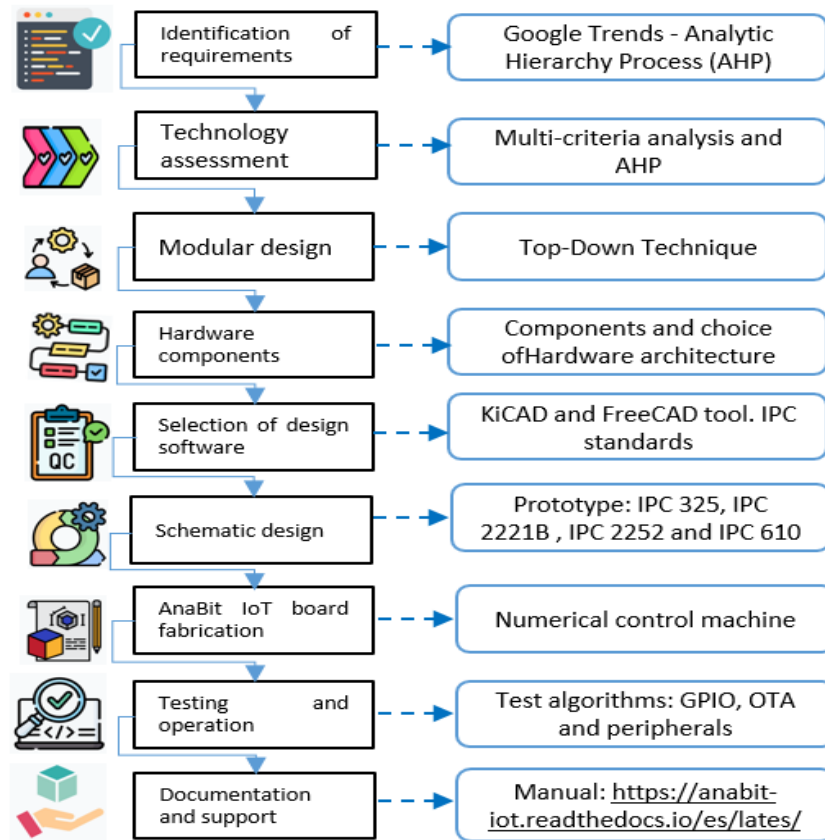 Identification of
requirements
Google Trends - Analytic
Hierarchy Process (AHP)
Technology
assessment
Multi-criteria analysis and
AHP
Modular design
Top-Down Technique
Hardware
components
Components and choice
ofHardware architecture
QC
Selection of design
software
KiCAD and FreeCAD tool. IPC
standards
Schematic design
Prototype: IPC 325, IPC
2221B , IPC 2252 and IPC 610
AnaBit IoT board
fabrication
Numerical control machine
</>
Testing and
operation
Test algorithms: GPIO, OTA
and peripherals
Documentation
and support
Manual: https://anabit-
iot.readthedocs.io/es/lates/